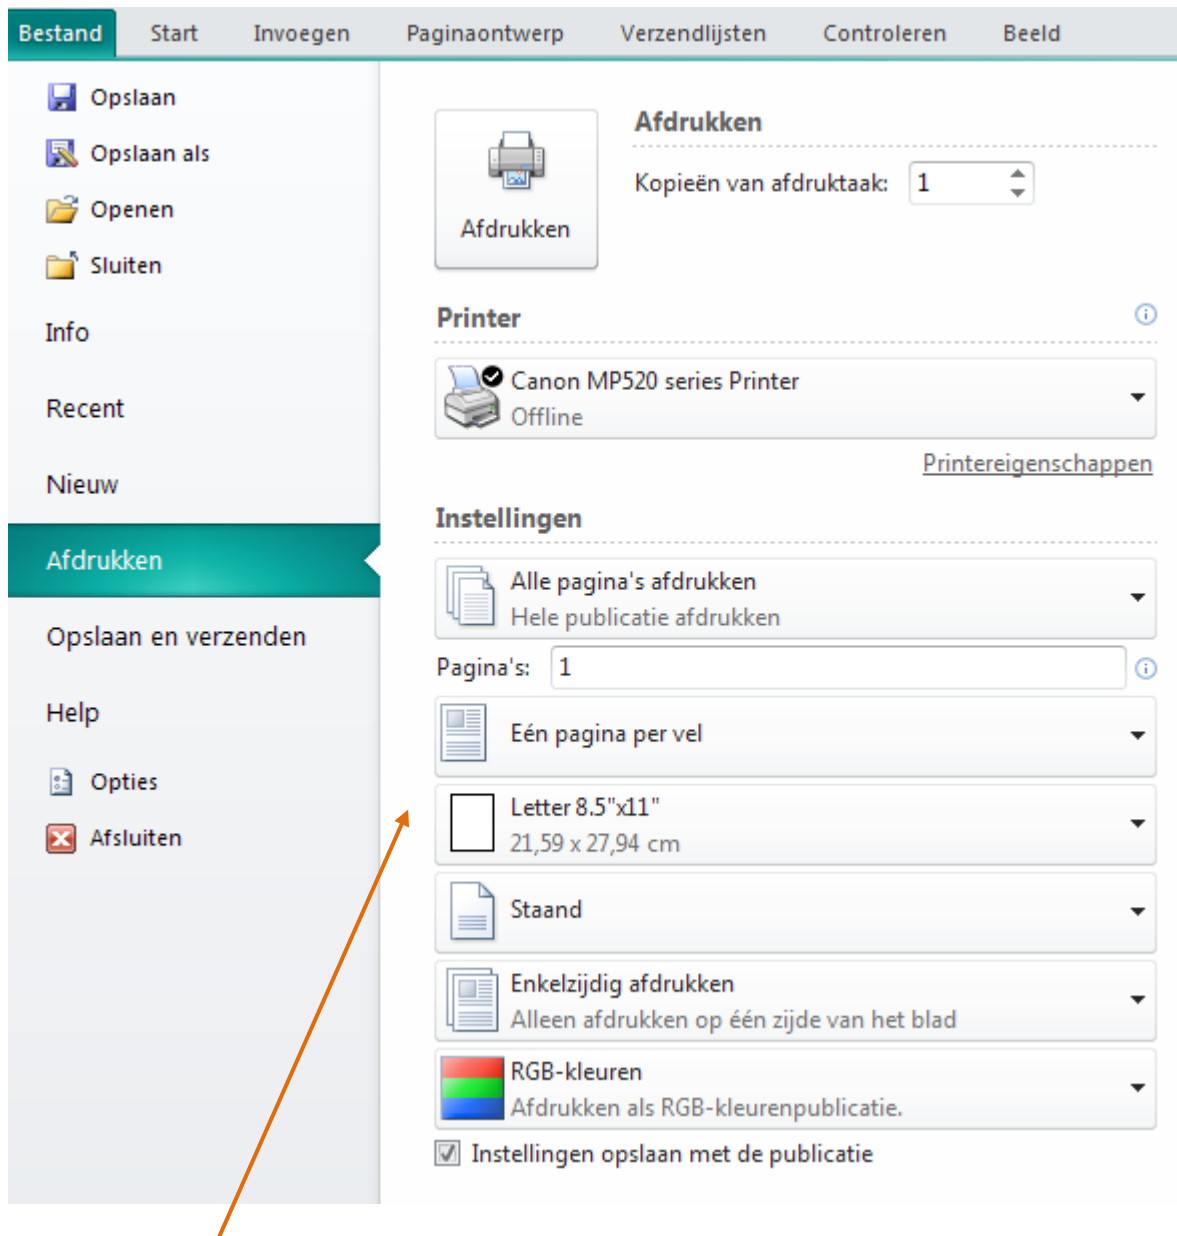 Bestand Start Invoegen Paginaontwerp Verzendlijsten Controleren Beeld
Opslaan
Opslaan als
Openen
Sluiten
Info
Recent
Nieuw
Afdrukken
Opslaan en verzenden
Help
Opties
Afsluiten
Afdrukken
Afdrukken
Kopieën van afdruktaak: 1
Printer
Canon MP520 series Printer
Offline
Printereigenschappen
Instellingen
Alle pagina's afdrukken
Hele publicatie afdrukken
Pagina's: 1
Eén pagina per vel
Letter 8.5"x11"
21,59 x 27,94 cm
Staand
Enkelzijdig afdrukken
Alleen afdrukken op één zijde van het blad
RGB-kleuren
Afdrukken als RGB-kleurenpublicatie.
Instellingen opslaan met de publicatie